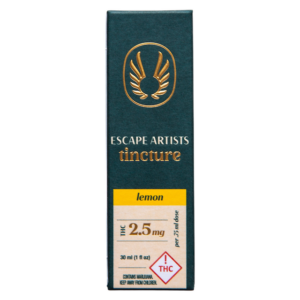 ESCAPE ARTISTS
tincture
lemon
THC 2.5mg
per .75 ml dose
30 ml (1 fl oz)
! THC
CONTAINS MARIJUANA.
KEEP AWAY FROM CHILDREN.